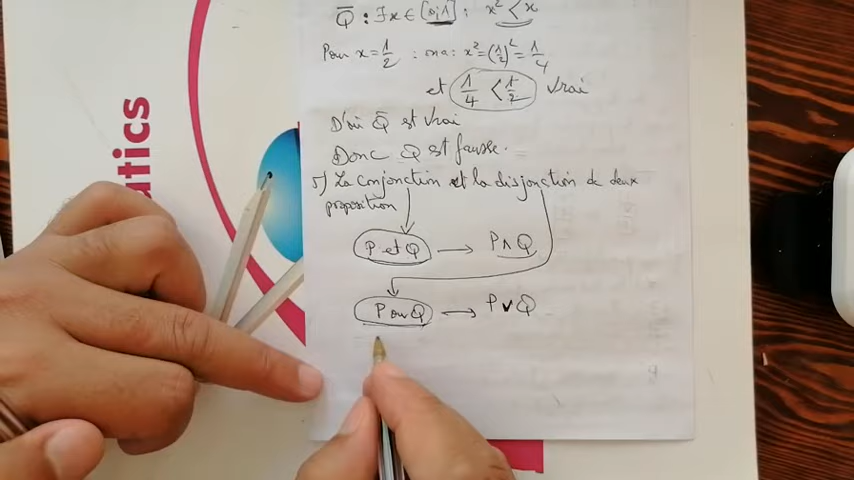 Q̅ : ∃x ∈ [0;1] ; x² < x
Pour x = 1/2 : on a : x² = (1/2)² = 1/4
et 1/4 < 1/2 Vrai
D'où Q̅ est vrai
Donc Q est fausse.
5) La Conjonction et la disjonction de deux
proposition
P et Q → P ∧ Q
P ou Q → P ∨ Q
matics